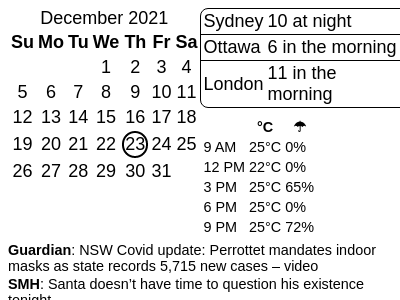 December 2021
Su Mo Tu We Th Fr Sa
1 2 3 4
5 6 7 8 9 10 11
12 13 14 15 16 17 18
19 20 21 22 23 24 25
26 27 28 29 30 31
Sydney 10 at night
Ottawa 6 in the morning
London 11 in the
morning
°C ☂
9 AM 25°C 0%
12 PM 22°C 0%
3 PM 25°C 65%
6 PM 25°C 0%
9 PM 25°C 72%
Guardian: NSW Covid update: Perrottet mandates indoor
masks as state records 5,715 new cases – video
SMH: Santa doesn’t have time to question his existence
tonight